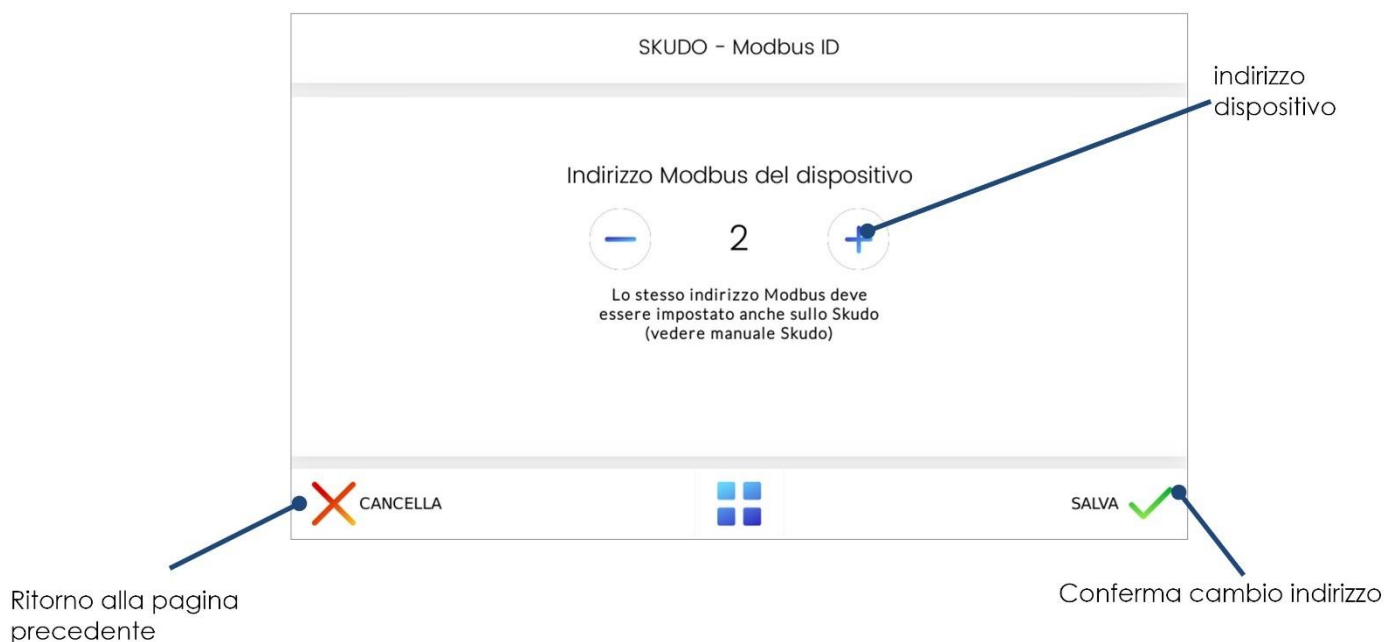 SKUDO - Modbus ID
indirizzo
dispositivo
Indirizzo Modbus del dispositivo
2
Lo stesso indirizzo Modbus deve
essere impostato anche sullo Skudo
(vedere manuale Skudo)
CANCELLA
SALVA
Ritorno alla pagina
precedente
Conferma cambio indirizzo